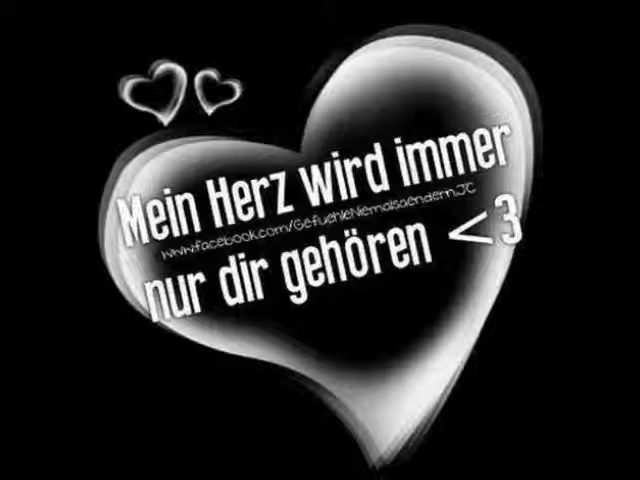 Mein Herz wird immer
www.facebook.com/GefuehleNiemalsaendern.JC
nur dir gehören <3